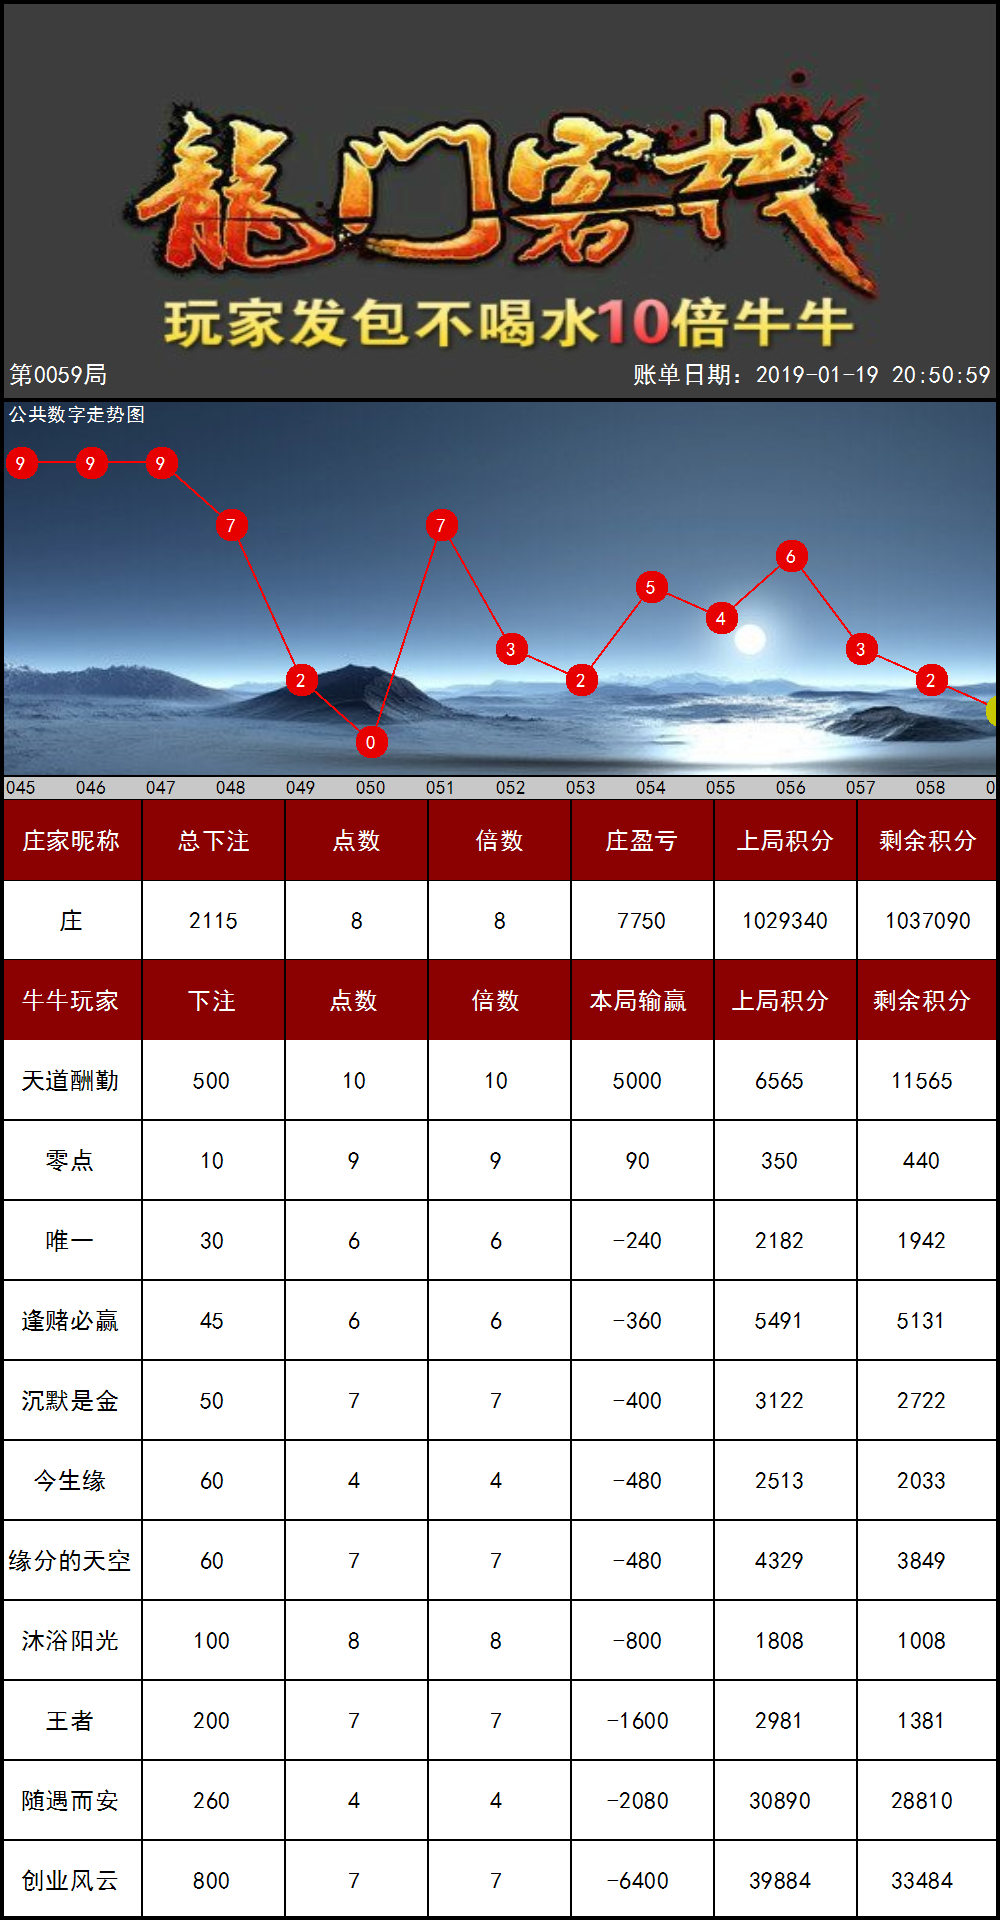 龍门客栈
玩家发包不喝水10倍牛牛
第0059局 账单日期：2019-01-19 20:50:59
公共数字走势图
9 9 9 7 2 0 7 3 2 5 4 6 3 2
045 046 047 048 049 050 051 052 053 054 055 056 057 058 0
庄家昵称 总下注 点数 倍数 庄盈亏 上局积分 剩余积分
庄 2115 8 8 7750 1029340 1037090
牛牛玩家 下注 点数 倍数 本局输赢 上局积分 剩余积分
天道酬勤 500 10 10 5000 6565 11565
零点 10 9 9 90 350 440
唯一 30 6 6 -240 2182 1942
逢赌必赢 45 6 6 -360 5491 5131
沉默是金 50 7 7 -400 3122 2722
今生缘 60 4 4 -480 2513 2033
缘分的天空 60 7 7 -480 4329 3849
沐浴阳光 100 8 8 -800 1808 1008
王者 200 7 7 -1600 2981 1381
随遇而安 260 4 4 -2080 30890 28810
创业风云 800 7 7 -6400 39884 33484